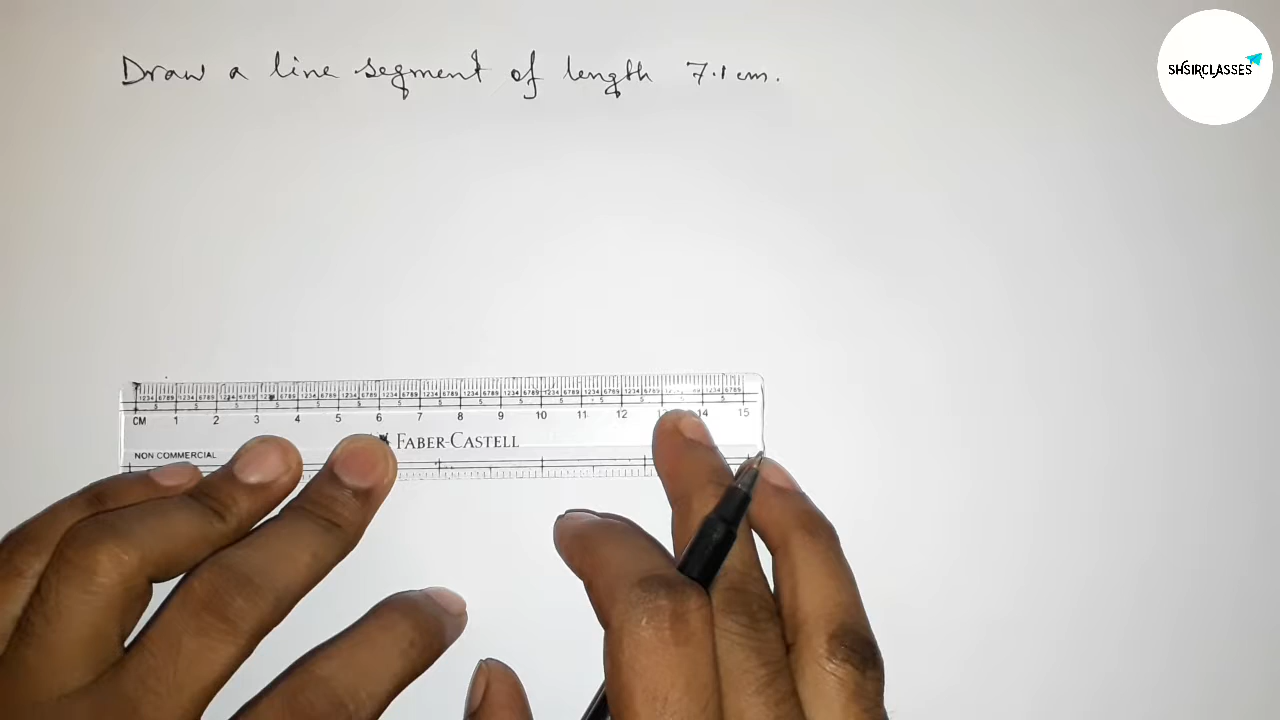 Draw a line segment of length 7.1 cm.
SHSIRCLASSES
CM 1 2 3 4 5 6 7 8 9 10 11 12 13 14 15
FABER-CASTELL
NON COMMERCIAL